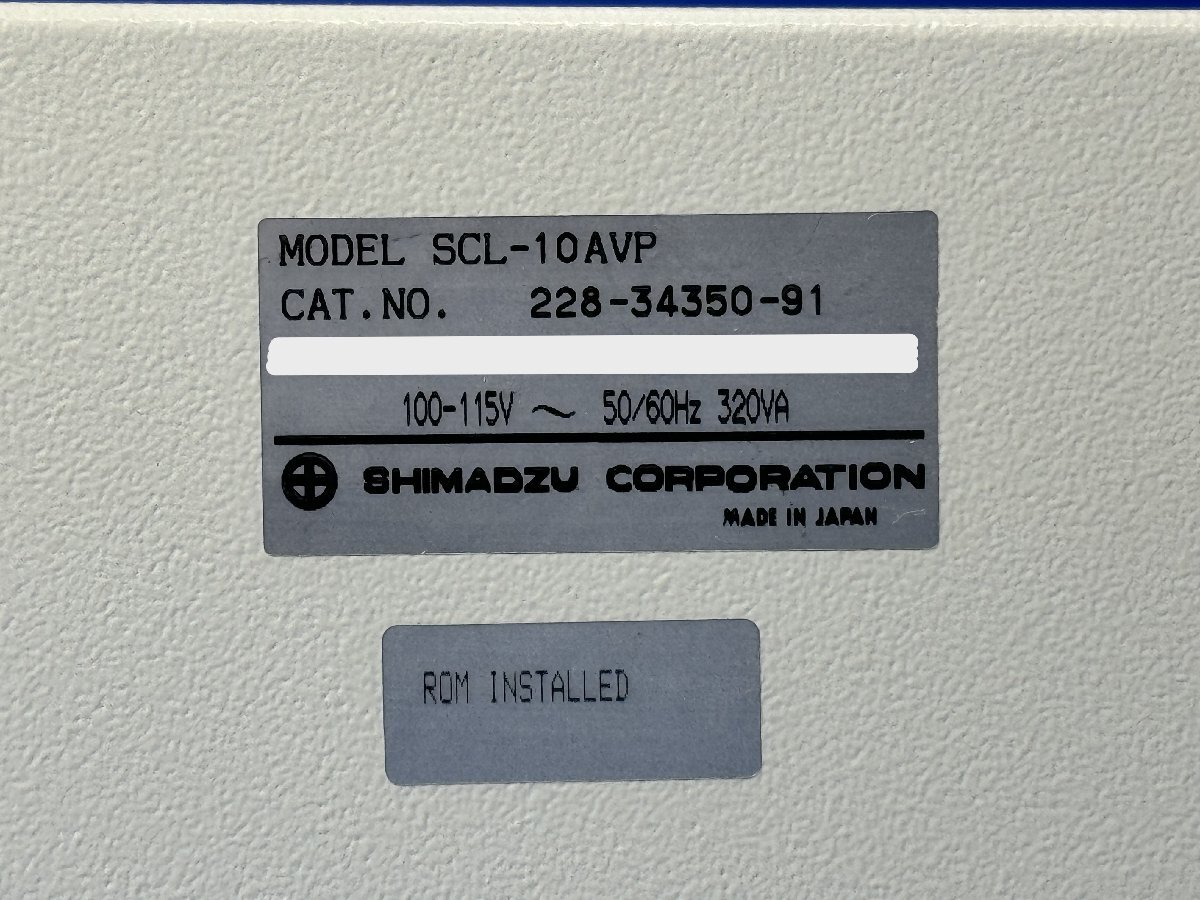 MODEL SCL-10AVP
CAT.NO. 228-34350-91
100-115V ～ 50/60Hz 320VA
SHIMADZU CORPORATION
MADE IN JAPAN
ROM INSTALLED